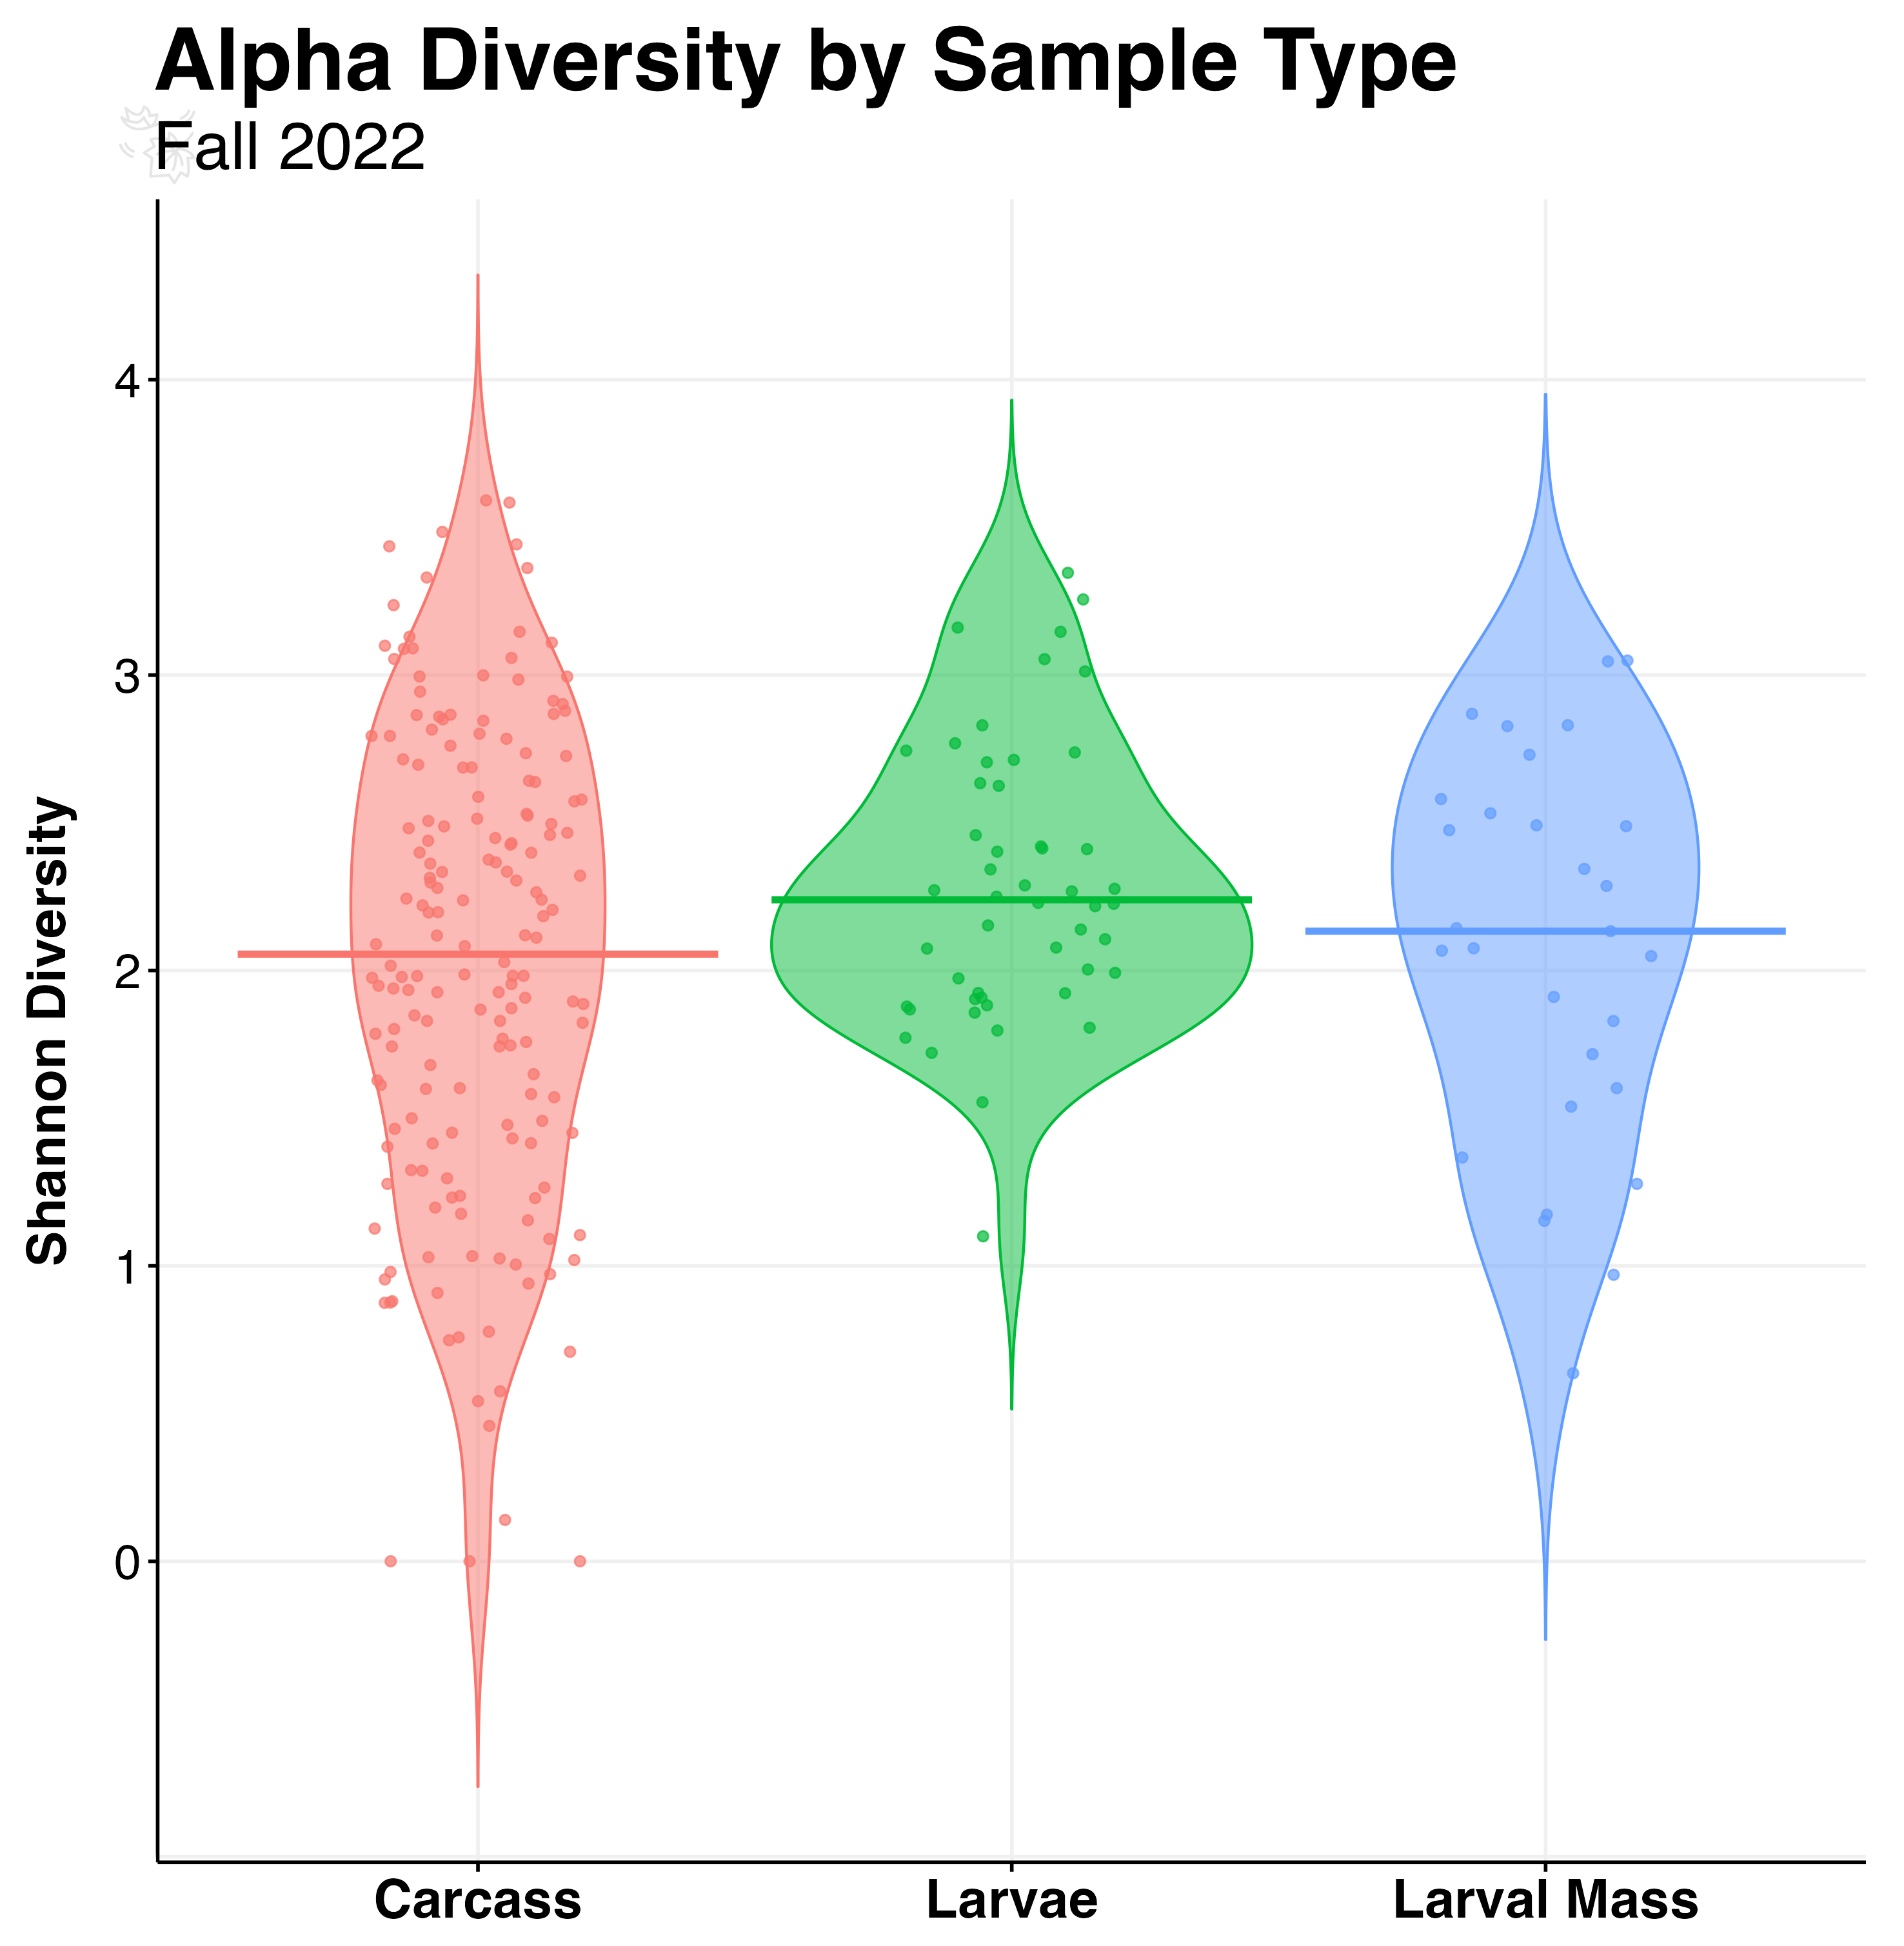 Alpha Diversity by Sample Type
Fall 2022
Shannon Diversity
4
3
2
1
0
Carcass
Larvae
Larval Mass